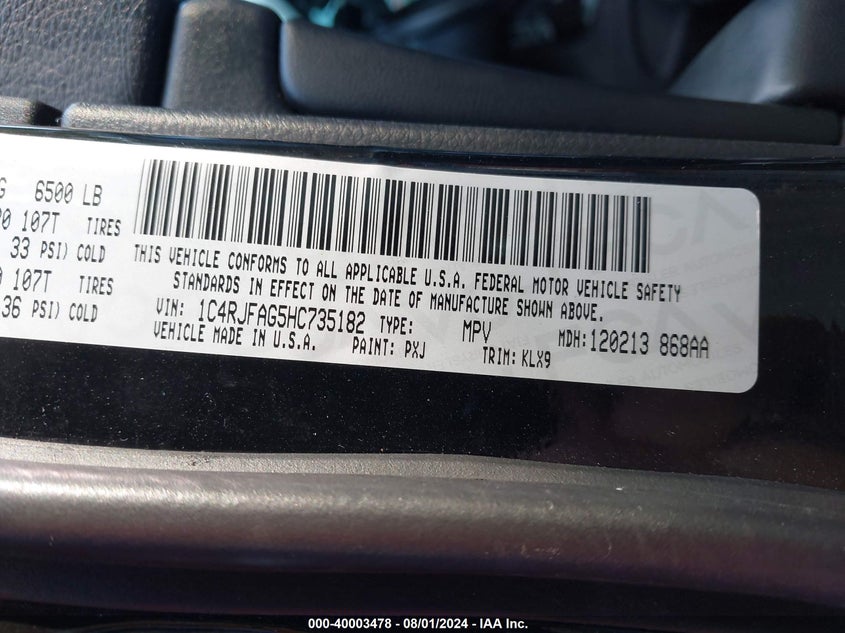 G 6500 LB
107T TIRES
33 PSI) COLD
107T TIRES
36 PSI) COLD
THIS VEHICLE CONFORMS TO ALL APPLICABLE U.S.A. FEDERAL MOTOR VEHICLE SAFETY
STANDARDS IN EFFECT ON THE DATE OF MANUFACTURE SHOWN ABOVE.
VIN: 1C4RJFAG5HC735182 TYPE: MPV MDH: 120213 868AA
VEHICLE MADE IN U.S.A. PAINT: PXJ TRIM: KLX9
000-40003478 - 08/01/2024 - IAA Inc.